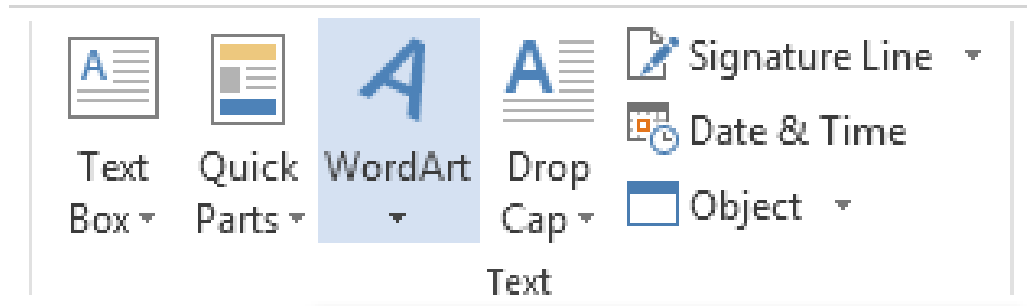 Text Box
Quick Parts
WordArt
Drop Cap
Signature Line
Date & Time
Object
Text